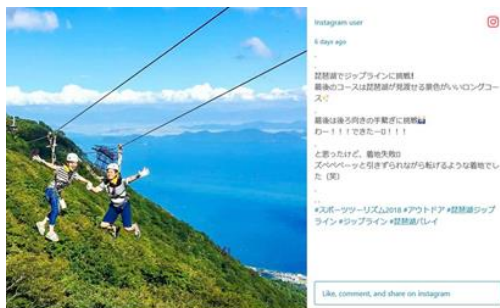 Instagram user
6 days ago
.
.
琵琶湖でジップラインに挑戦❗
最後のコースは琵琶湖が見渡せる景色がいいロングコー
ス✨
.
最後は後ろ向きの手繋ぎに挑戦📸
わー！！！できたー！！！
.
と思ったけど、着地失敗
ズベベベーッと引きずられながら転げるような着地でし
た（笑）
.
. .
#スポーツツーリズム2018 #アウトドア #琵琶湖ジップ
ライン #ジップライン #琵琶湖バレイ
Like, comment, and share on Instagram